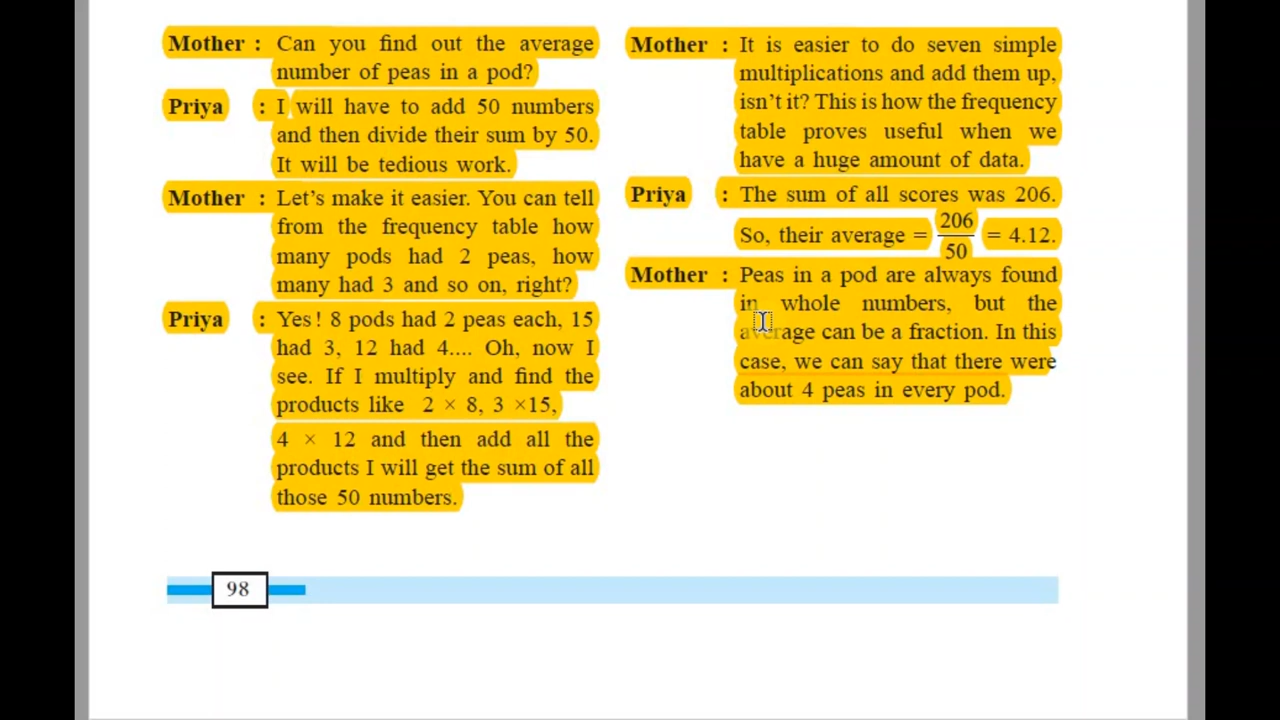 Mother : Can you find out the average
number of peas in a pod?
Priya : I will have to add 50 numbers
and then divide their sum by 50.
It will be tedious work.
Mother : Let's make it easier. You can tell
from the frequency table how
many pods had 2 peas, how
many had 3 and so on, right?
Priya : Yes! 8 pods had 2 peas each, 15
had 3, 12 had 4.... Oh, now I
see. If I multiply and find the
products like 2 × 8, 3 ×15,
4 × 12 and then add all the
products I will get the sum of all
those 50 numbers.
Mother : It is easier to do seven simple
multiplications and add them up,
isn't it? This is how the frequency
table proves useful when we
have a huge amount of data.
Priya : The sum of all scores was 206.
So, their average = 206/50 = 4.12.
Mother : Peas in a pod are always found
in whole numbers, but the
average can be a fraction. In this
case, we can say that there were
about 4 peas in every pod.
98